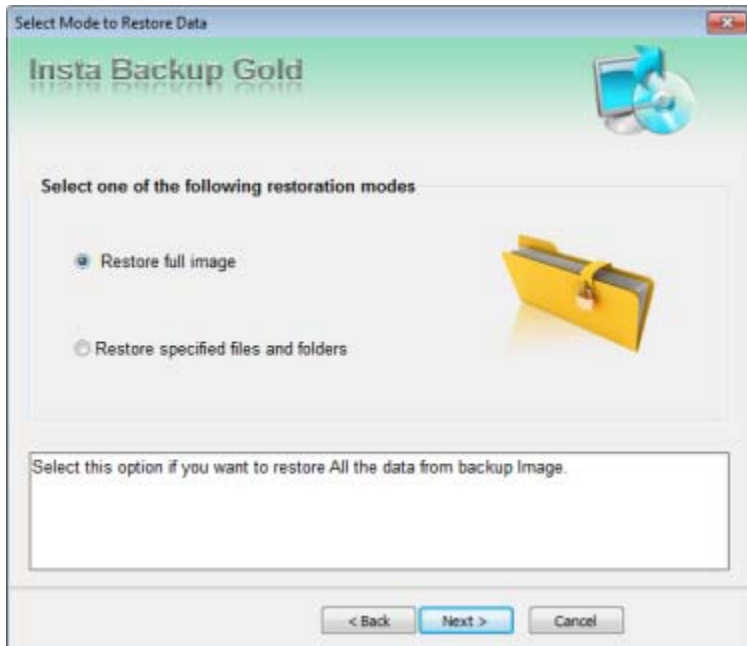 Select Mode to Restore Data
Insta Backup Gold
Select one of the following restoration modes
Restore full image
Restore specified files and folders
Select this option if you want to restore All the data from backup Image.
< Back Next > Cancel